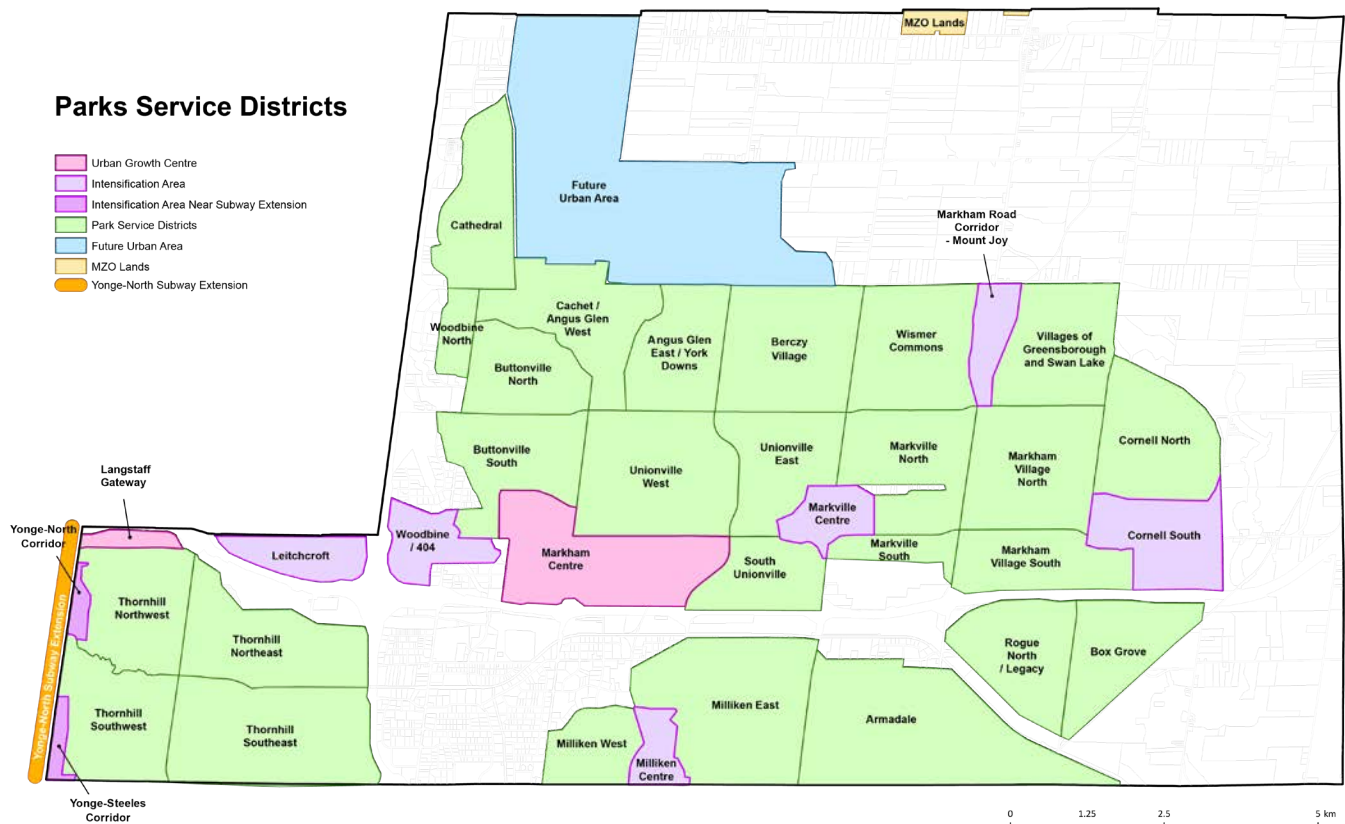 MZO Lands
Parks Service Districts
Urban Growth Centre
Intensification Area
Intensification Area Near Subway Extension
Park Service Districts
Future Urban Area
MZO Lands
Yonge-North Subway Extension
Future
Urban Area
Cathedral
Markham Road
Corridor
- Mount Joy
Woodbine
North
Cachet /
Angus Glen
West
Angus Glen
East / York
Downs
Berczy
Village
Wismer
Commons
Villages of
Greensborough
and Swan Lake
Buttonville
North
Buttonville
South
Unionville
West
Unionville
East
Markville
North
Markham
Village
North
Cornell North
Langstaff
Gateway
Yonge-North
Corridor
Leitchcroft
Woodbine
/ 404
Markham
Centre
Markville
Centre
South
Unionville
Markville
South
Markham
Village South
Cornell South
Thornhill
Northwest
Thornhill
Northeast
Rogue
North
/ Legacy
Box Grove
Yonge-North Subway Extension
Thornhill
Southwest
Thornhill
Southeast
Milliken West
Milliken East
Milliken
Centre
Armadale
Yonge-Steeles
Corridor
0 1.25 2.5 5 km